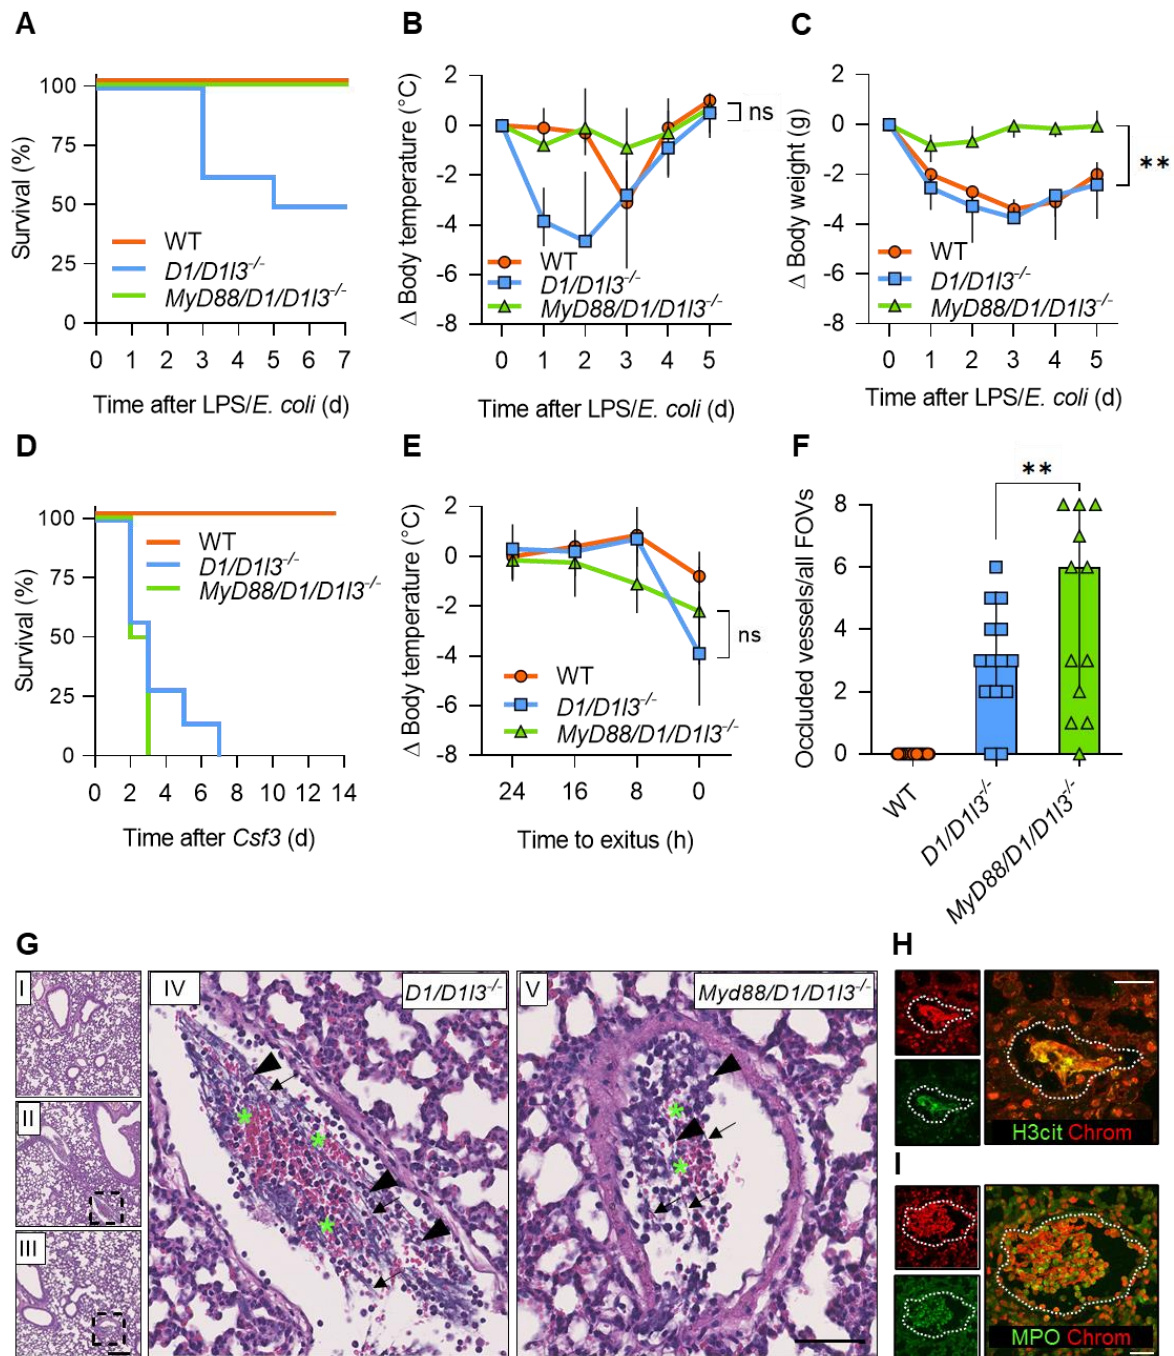 A
B
C
Survival (%)
100
75
50
25
0
WT
D1/D1l3-/-
MyD88/D1/D1l3-/-
0 1 2 3 4 5 6 7
Time after LPS/E. coli (d)
Δ Body temperature (°C)
2
0
-2
-4
-6
-8
ns
WT
D1/D1l3-/-
MyD88/D1/D1l3-/-
0 1 2 3 4 5
Time after LPS/E. coli (d)
Δ Body weight (g)
2
0
-2
-4
-6
-8
**
WT
D1/D1l3-/-
MyD88/D1/D1l3-/-
0 1 2 3 4 5
Time after LPS/E. coli (d)
D
E
F
Survival (%)
100
75
50
25
0
WT
D1/D1l3-/-
MyD88/D1/D1l3-/-
0 2 4 6 8 10 12 14
Time after Csf3 (d)
Δ Body temperature (°C)
2
0
-2
-4
-6
-8
ns
WT
D1/D1l3-/-
MyD88/D1/D1l3-/-
24 16 8 0
Time to exitus (h)
Occluded vessels/all FOVs
**
8
6
4
2
0
WT
D1/D1l3-/-
MyD88/D1/D1l3-/-
G
H
I
II
III
IV
D1/D1l3-/-
V
Myd88/D1/D1l3-/-
H3cit Chrom
I
MPO Chrom